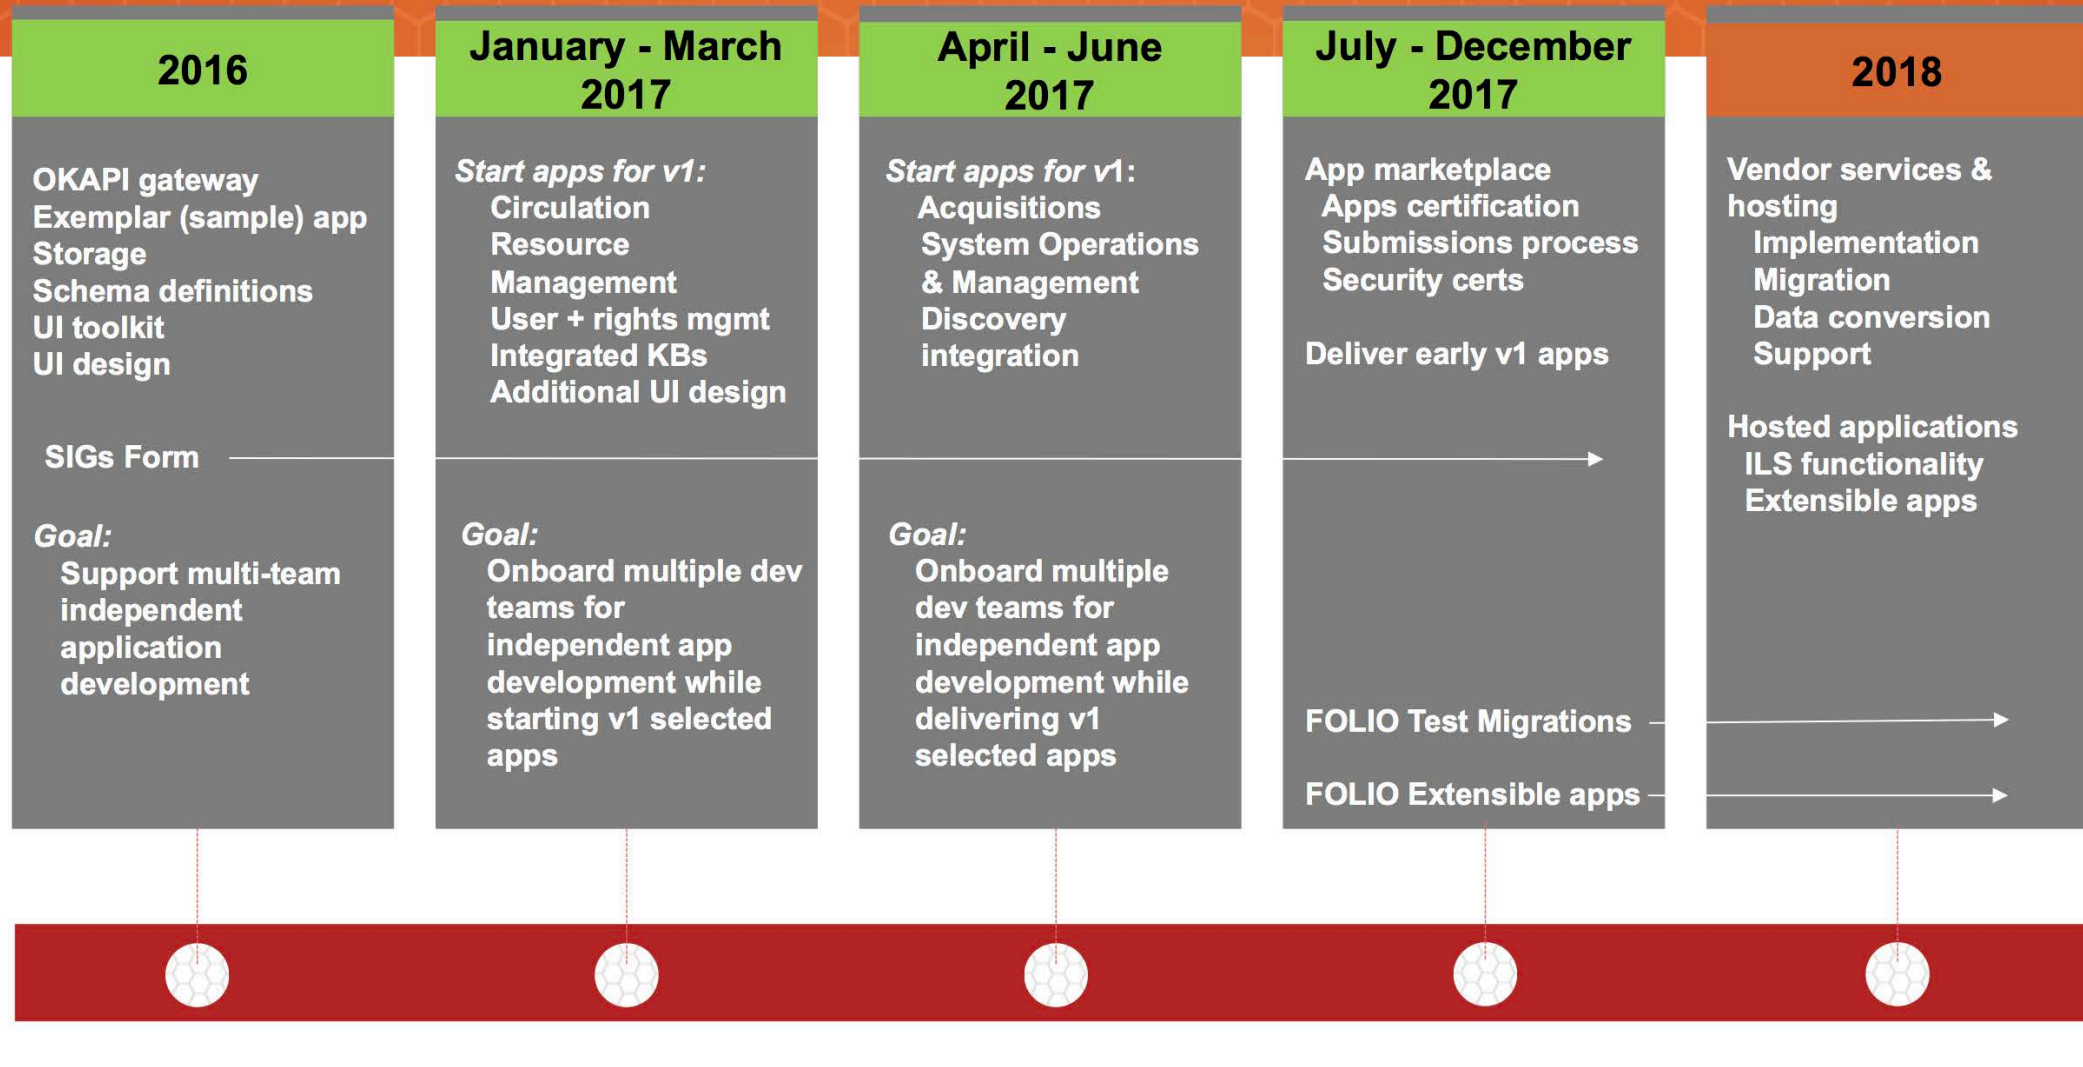 2016
OKAPI gateway
Exemplar (sample) app
Storage
Schema definitions
UI toolkit
UI design
SIGs Form
Goal:
Support multi-team
independent
application
development
January - March
2017
Start apps for v1:
Circulation
Resource
Management
User + rights mgmt
Integrated KBs
Additional UI design
Goal:
Onboard multiple dev
teams for
independent app
development while
starting v1 selected
apps
April - June
2017
Start apps for v1:
Acquisitions
System Operations
& Management
Discovery
integration
Goal:
Onboard multiple
dev teams for
independent app
development while
delivering v1
selected apps
July - December
2017
App marketplace
Apps certification
Submissions process
Security certs
Deliver early v1 apps
FOLIO Test Migrations
FOLIO Extensible apps
2018
Vendor services &
hosting
Implementation
Migration
Data conversion
Support
Hosted applications
ILS functionality
Extensible apps